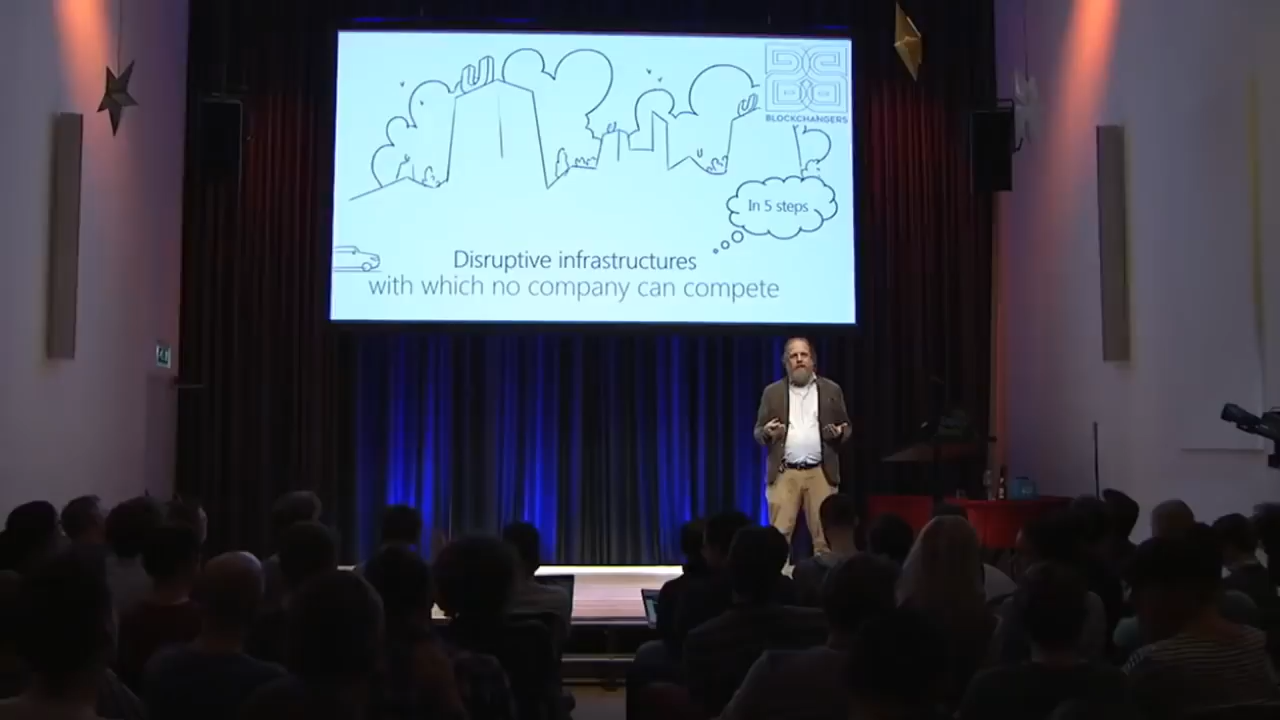 BLOCKCHANGERS
In 5 steps
Disruptive infrastructures
with which no company can compete